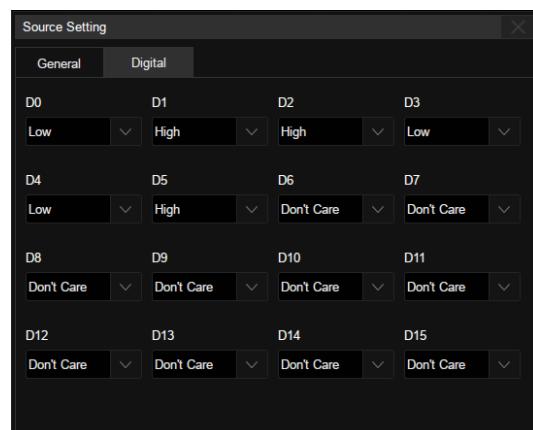 Source Setting
General Digital
D0 D1 D2 D3
Low High High Low
D4 D5 D6 D7
Low High Don't Care Don't Care
D8 D9 D10 D11
Don't Care Don't Care Don't Care Don't Care
D12 D13 D14 D15
Don't Care Don't Care Don't Care Don't Care